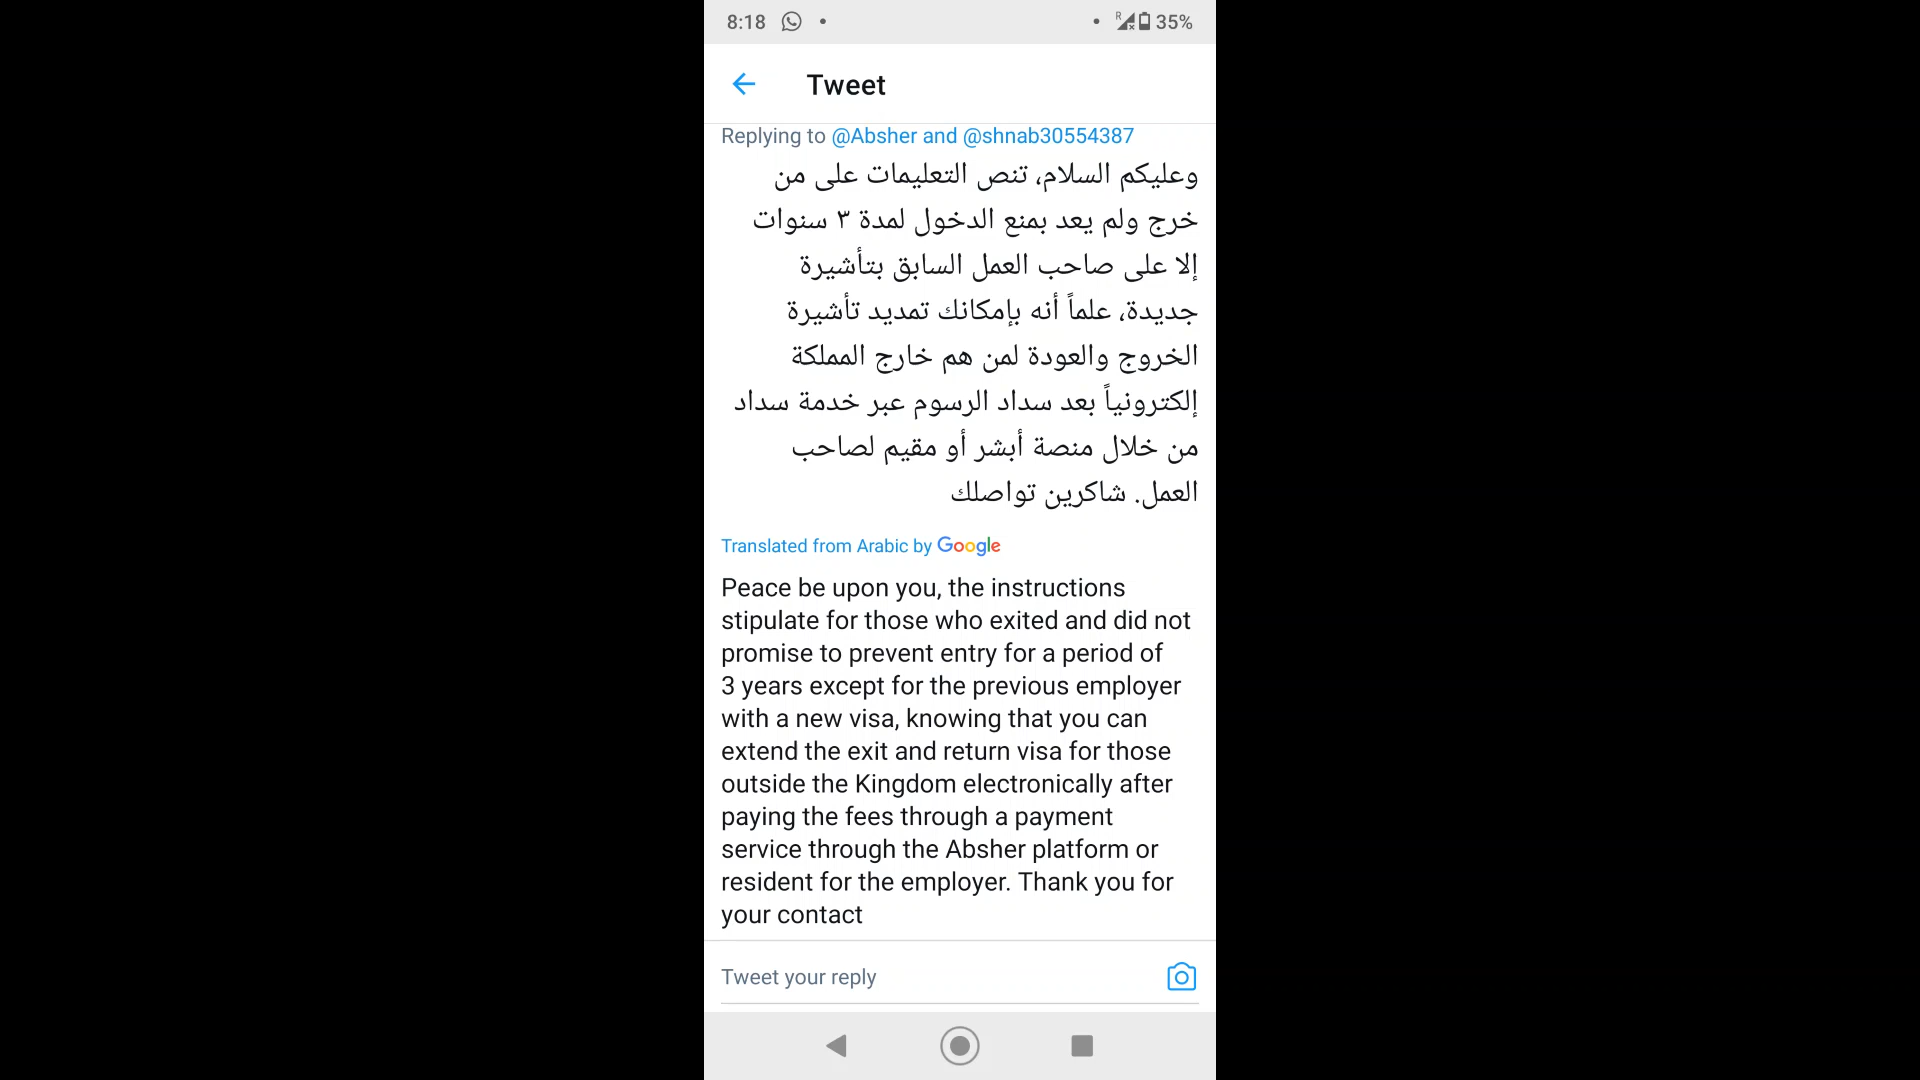 8:18
R 35%
Tweet
Replying to @Absher and @shnab30554387
وعليكم السلام، تنص التعليمات على من
خرج ولم يعد بمنع الدخول لمدة ٣ سنوات
إلا على صاحب العمل السابق بتأشيرة
جديدة، علماً أنه بإمكانك تمديد تأشيرة
الخروج والعودة لمن هم خارج المملكة
إلكترونياً بعد سداد الرسوم عبر خدمة سداد
من خلال منصة أبشر أو مقيم لصاحب
العمل. شاكرين تواصلك
Translated from Arabic by Google
Peace be upon you, the instructions
stipulate for those who exited and did not
promise to prevent entry for a period of
3 years except for the previous employer
with a new visa, knowing that you can
extend the exit and return visa for those
outside the Kingdom electronically after
paying the fees through a payment
service through the Absher platform or
resident for the employer. Thank you for
your contact
Tweet your reply